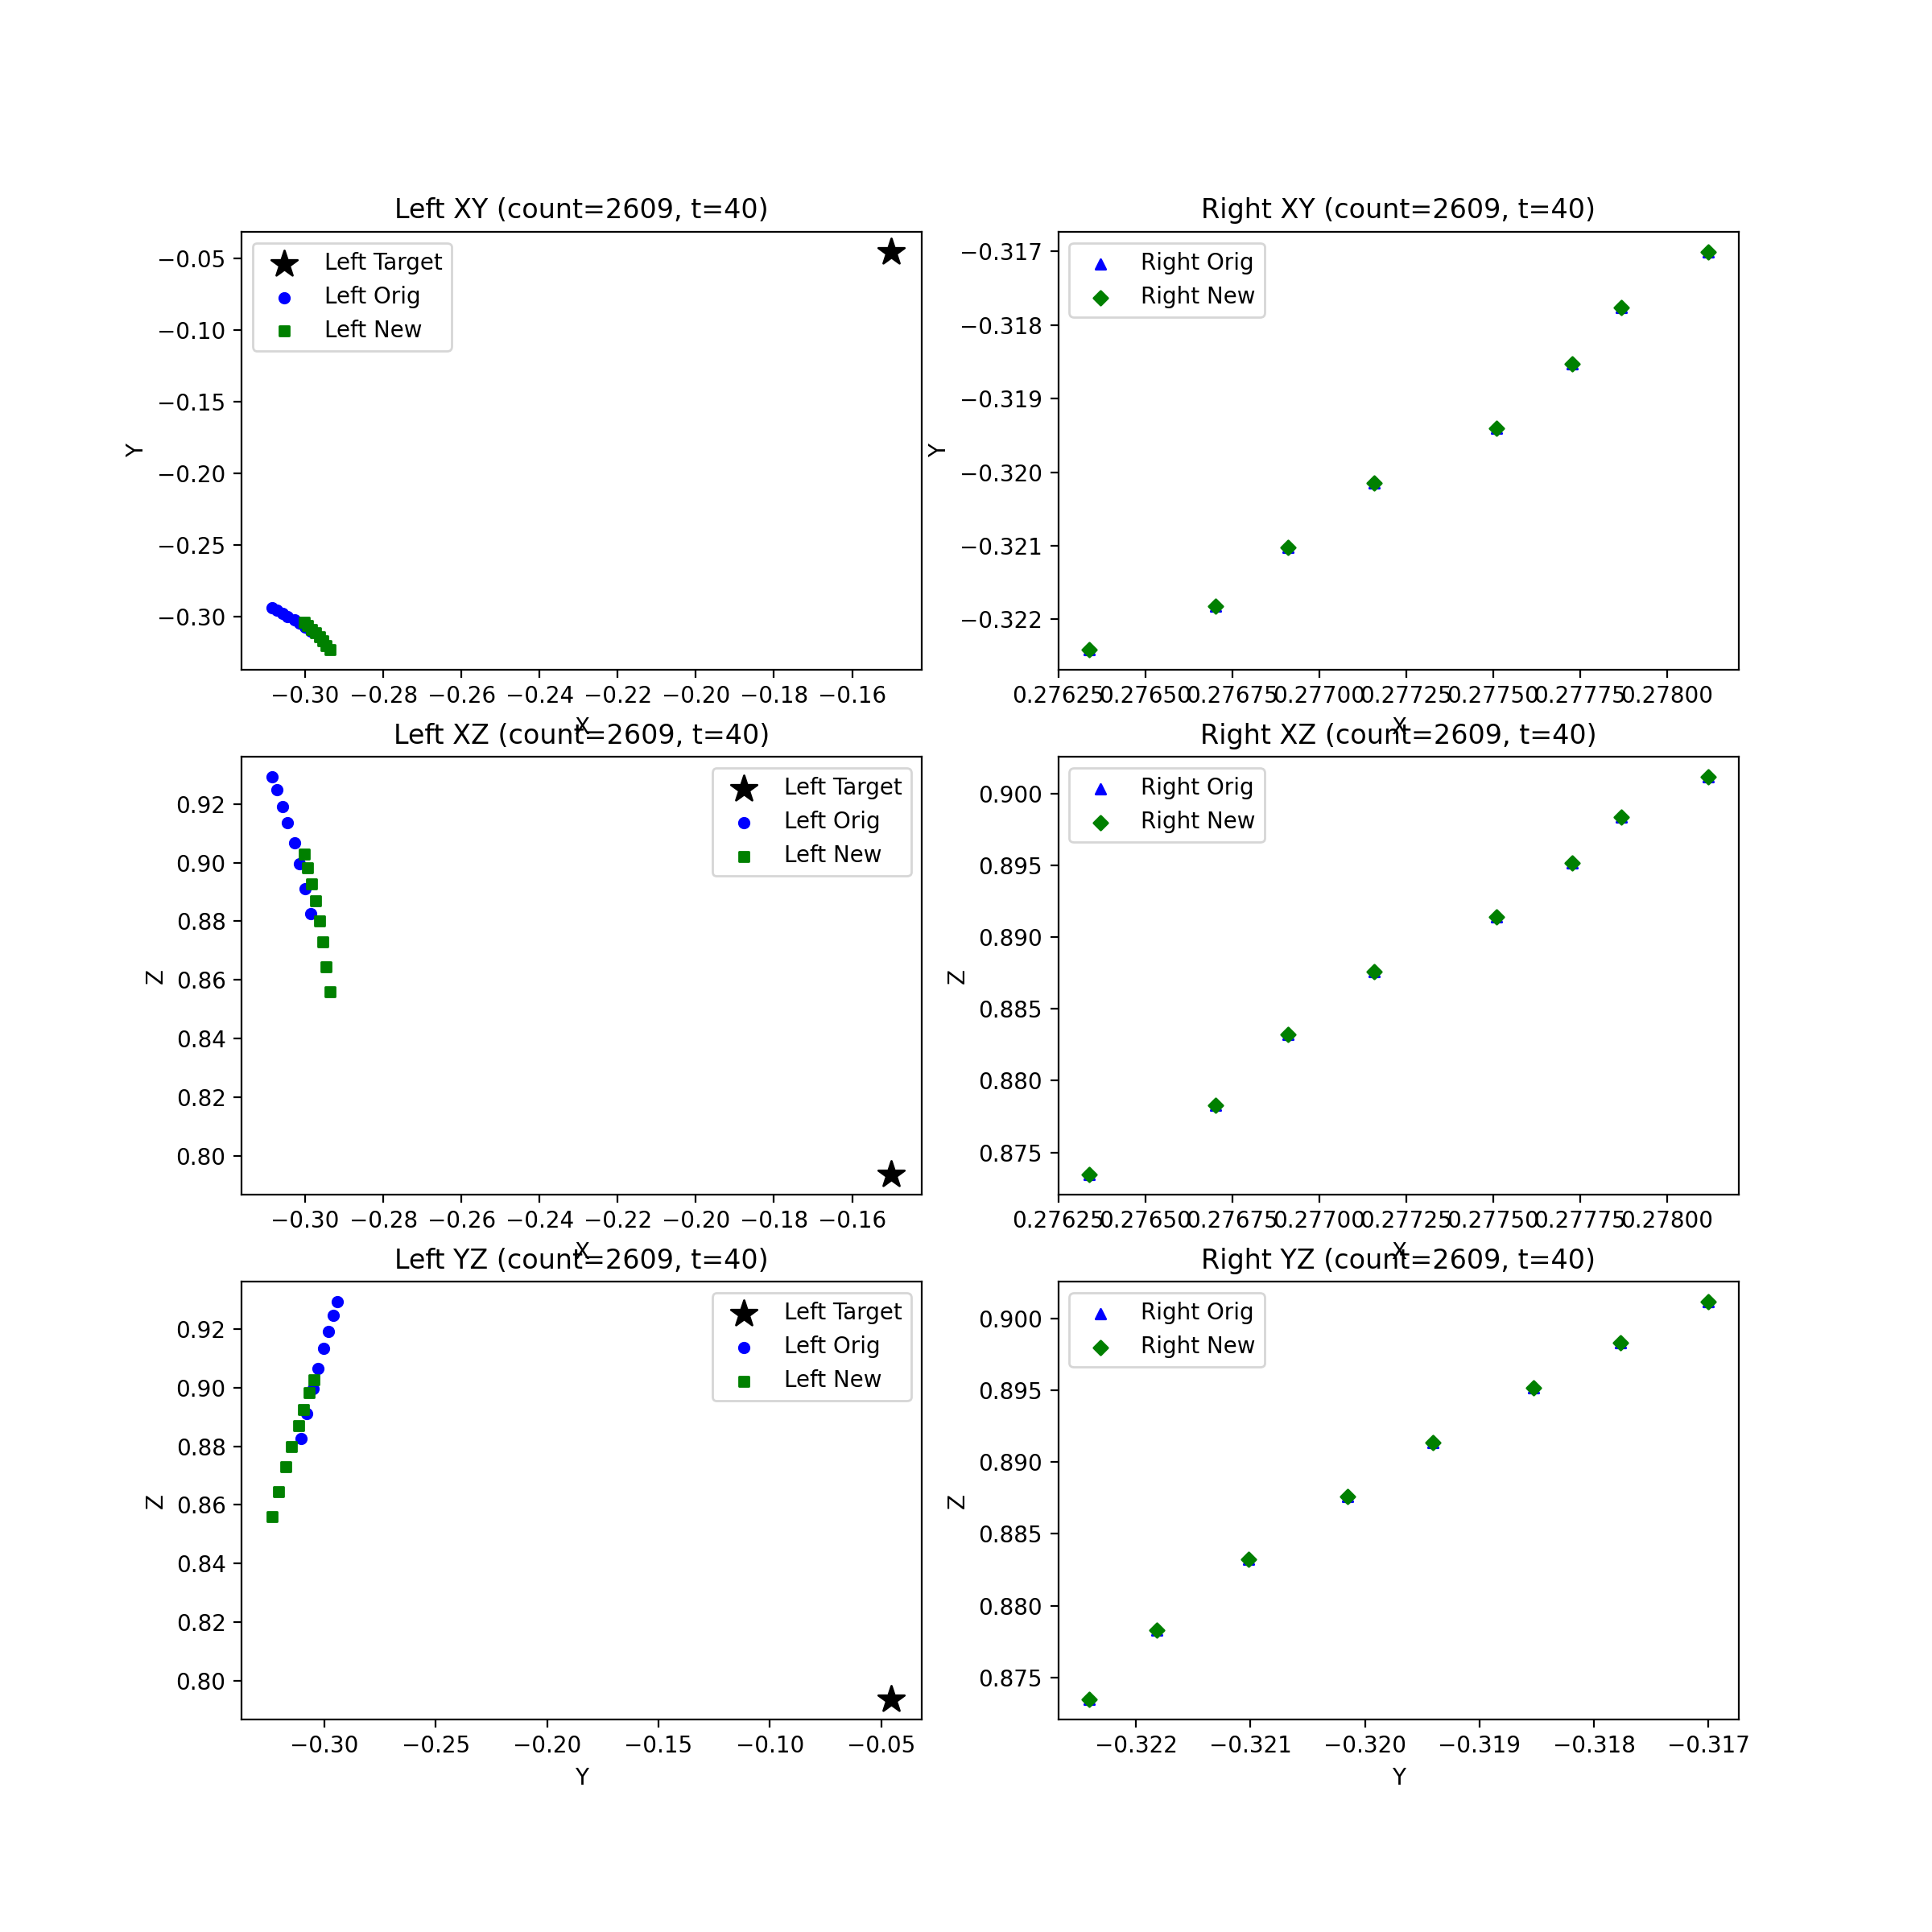 Left XY (count=2609, t=40)
−0.05
−0.10
−0.15
−0.20
−0.25
−0.30
Y
Left Target
Left Orig
Left New
−0.30 −0.28 −0.26 −0.24 −0.22 −0.20 −0.18 −0.16
X
Right XY (count=2609, t=40)
−0.317
−0.318
−0.319
−0.320
−0.321
−0.322
Y
Right Orig
Right New
0.27625 0.27650 0.27675 0.27700 0.27725 0.27750 0.27775 0.27800
X
Left XZ (count=2609, t=40)
0.92
0.90
0.88
0.86
0.84
0.82
0.80
Z
Left Target
Left Orig
Left New
−0.30 −0.28 −0.26 −0.24 −0.22 −0.20 −0.18 −0.16
X
Right XZ (count=2609, t=40)
0.900
0.895
0.890
0.885
0.880
0.875
Z
Right Orig
Right New
0.27625 0.27650 0.27675 0.27700 0.27725 0.27750 0.27775 0.27800
X
Left YZ (count=2609, t=40)
0.92
0.90
0.88
0.86
0.84
0.82
0.80
Z
Left Target
Left Orig
Left New
−0.30 −0.25 −0.20 −0.15 −0.10 −0.05
Y
Right YZ (count=2609, t=40)
0.900
0.895
0.890
0.885
0.880
0.875
Z
Right Orig
Right New
−0.322 −0.321 −0.320 −0.319 −0.318 −0.317
Y